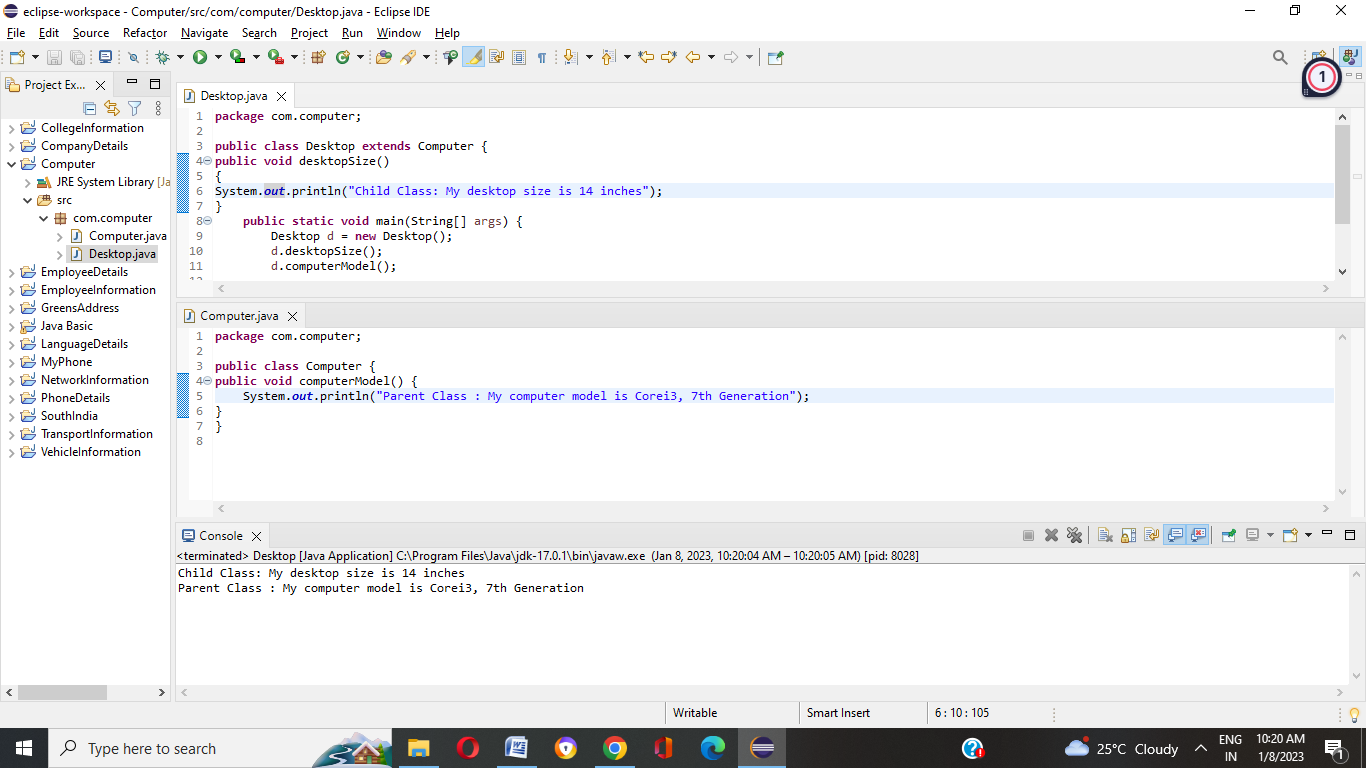 eclipse-workspace - Computer/src/com/computer/Desktop.java - Eclipse IDE
File Edit Source Refactor Navigate Search Project Run Window Help
1
Project Ex...
CollegeInformation
CompanyDetails
Computer
JRE System Library [Ja
src
com.computer
Computer.java
Desktop.java
EmployeeDetails
EmployeeInformation
GreensAddress
Java Basic
LanguageDetails
MyPhone
NetworkInformation
PhoneDetails
SouthIndia
TransportInformation
VehicleInformation
Desktop.java
1 package com.computer;
2
3 public class Desktop extends Computer {
4 public void desktopSize()
5 {
6 System.out.println("Child Class: My desktop size is 14 inches");
7 }
8     public static void main(String[] args) {
9         Desktop d = new Desktop();
10         d.desktopSize();
11         d.computerModel();
Computer.java
1 package com.computer;
2
3 public class Computer {
4 public void computerModel() {
5     System.out.println("Parent Class : My computer model is Corei3, 7th Generation");
6 }
7 }
8
Console
<terminated> Desktop [Java Application] C:\Program Files\Java\jdk-17.0.1\bin\javaw.exe (Jan 8, 2023, 10:20:04 AM – 10:20:05 AM) [pid: 8028]
Child Class: My desktop size is 14 inches
Parent Class : My computer model is Corei3, 7th Generation
Writable Smart Insert 6 : 10 : 105
Type here to search
25°C Cloudy
ENG
IN
10:20 AM
1/8/2023
1